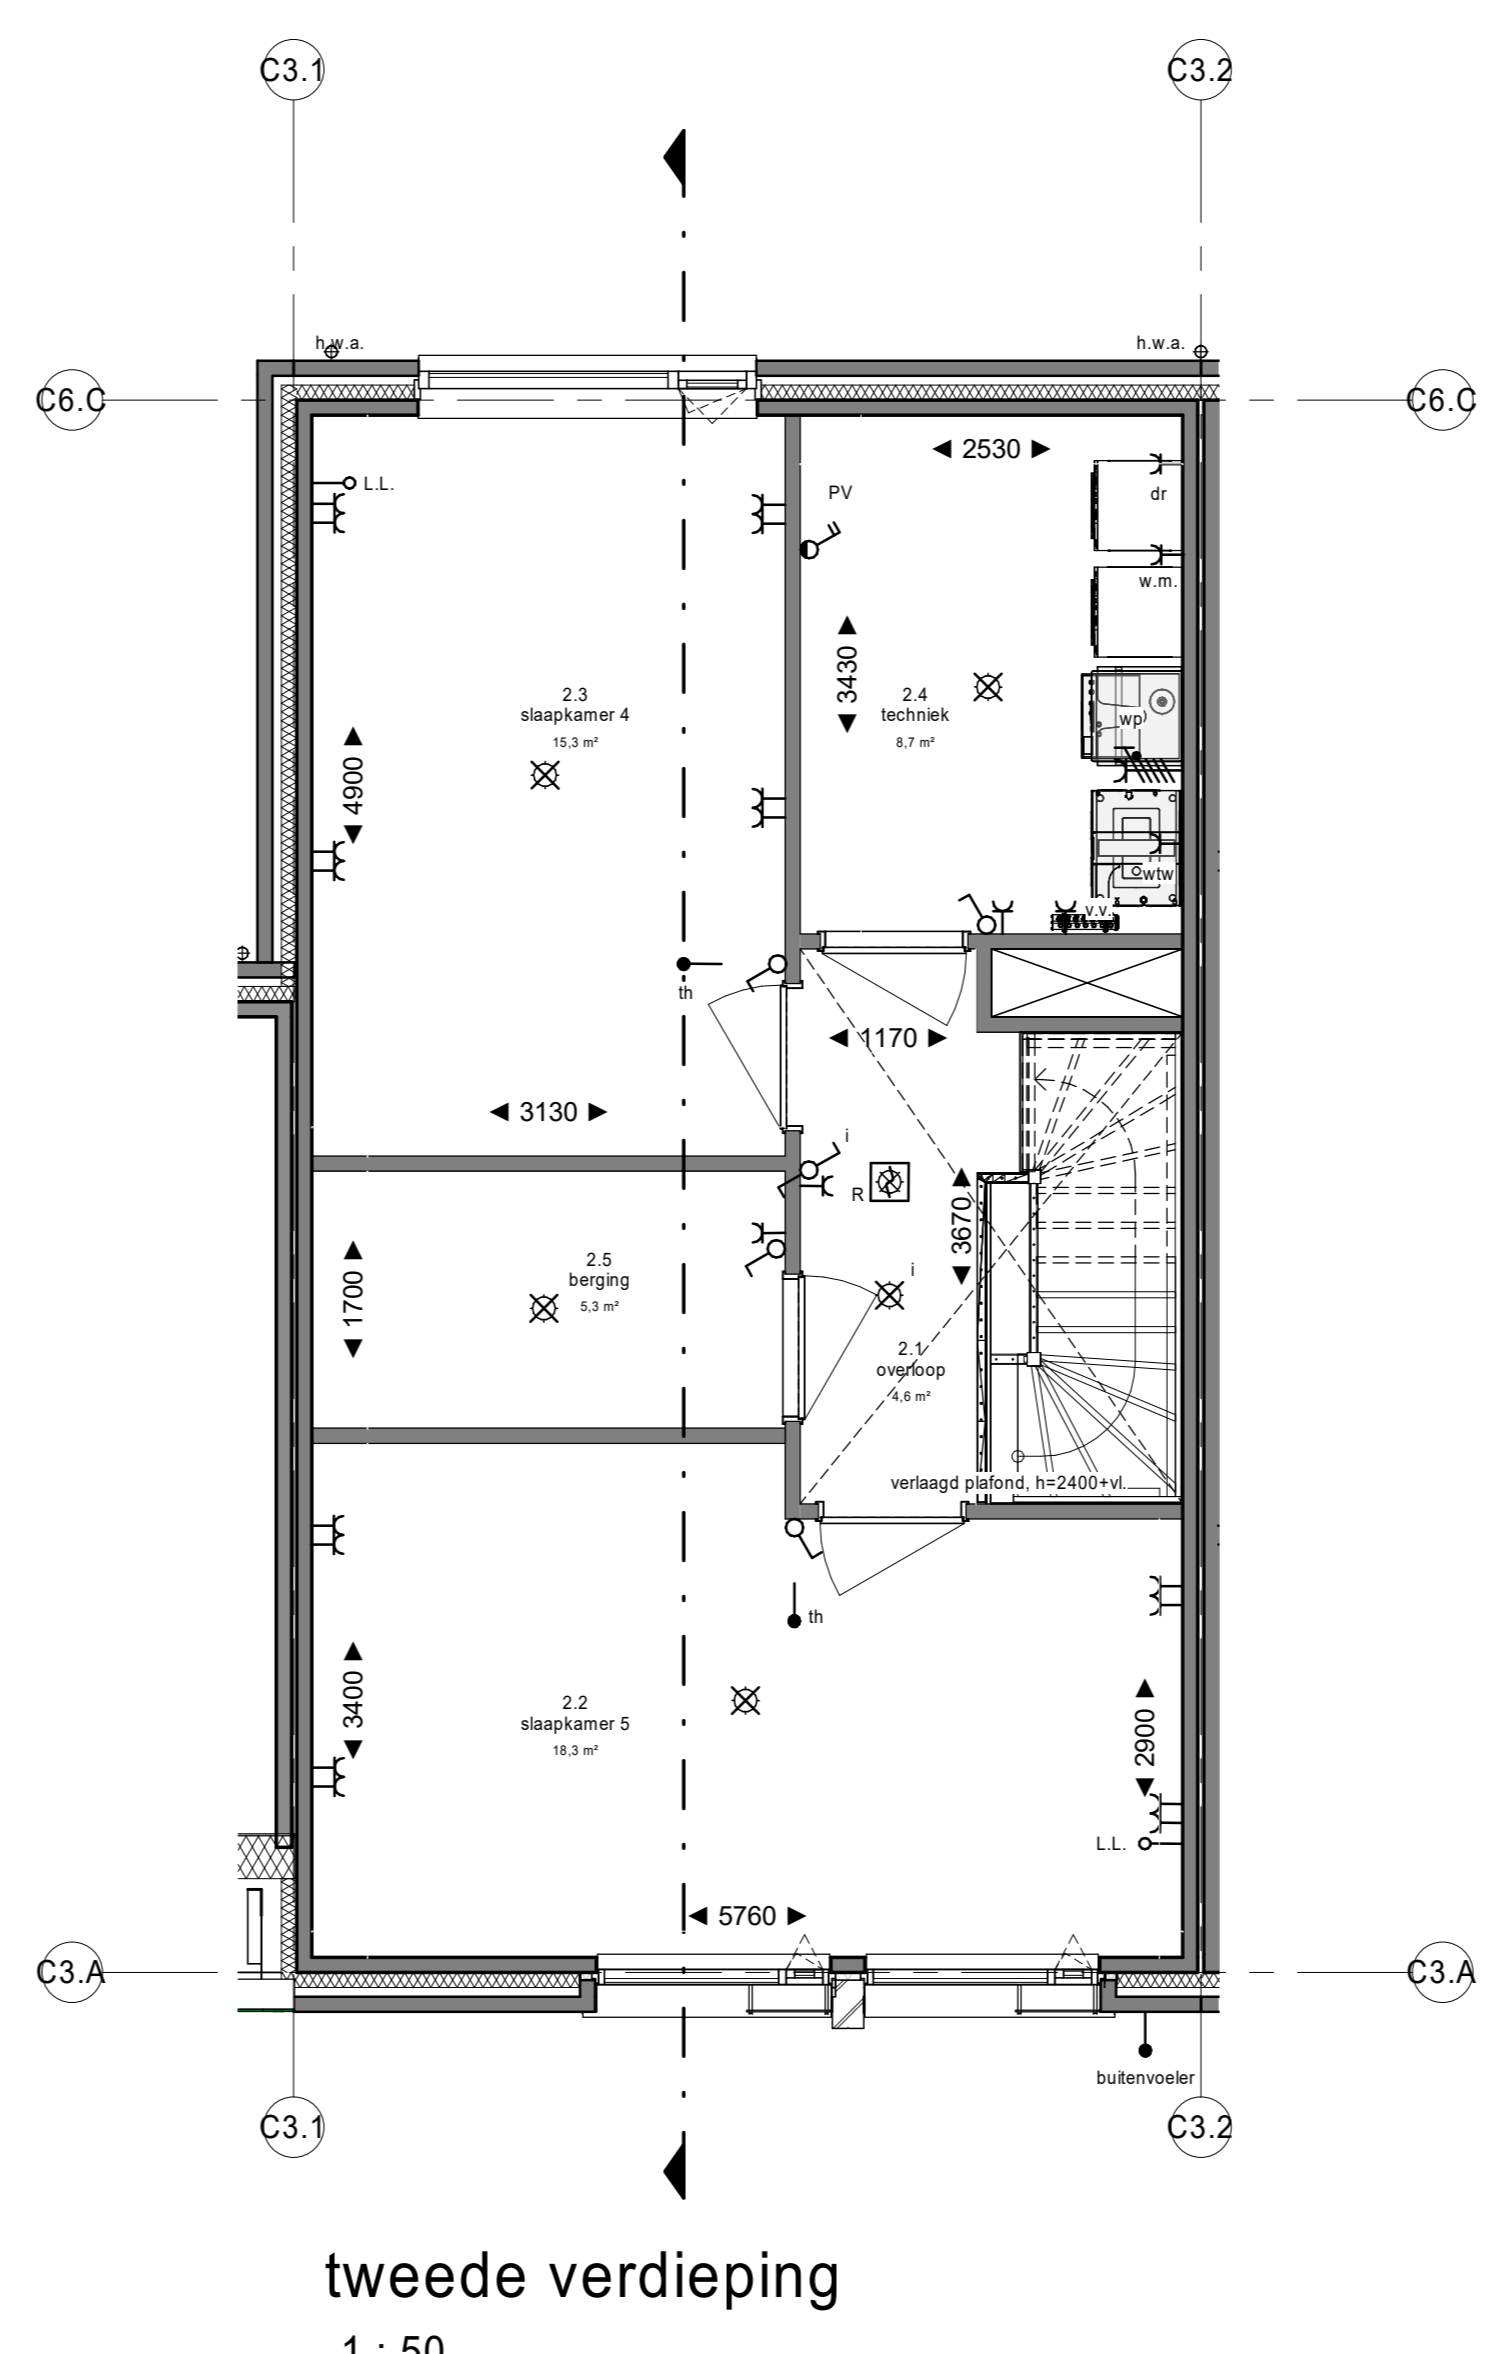 C3.1
C3.2
h.w.a.
h.w.a.
C6.C
C6.C
2530
L.L.
PV
dr
w.m.
3430
2.3
slaapkamer 4
15,3 m²
2.4
techniek
8,7 m²
wp)
4900
wtw
v.v.
th
1170
3130
i
R
3670
2.5
berging
5,3 m²
1700
i
2.1
overloop
4,6 m²
verlaagd plafond, h=2400+vl.
th
3400
2.2
slaapkamer 5
18,3 m²
2900
L.L.
5760
C3.A
C3.A
buitenvoeler
C3.1
C3.2
tweede verdieping
1 : 50